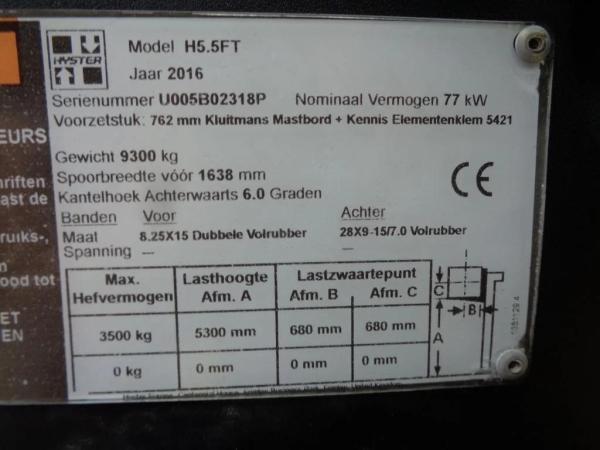 HYSTER
Model H5.5FT
Jaar 2016
Serienummer U005B02318P Nominaal Vermogen 77 kW
Voorzetstuk: 762 mm Kluitmans Mastbord + Kennis Elementenklem 5421
EURS
Gewicht 9300 kg
Spoorbreedte vóór 1638 mm
Kantelhoek Achterwaarts 6.0 Graden
CE
hriften
ast de
Banden Voor Achter
Maat 8.25X15 Dubbele Volrubber 28X9-15/7.0 Volrubber
Spanning — —
ruiks-,
n
ood tot
ET
EN
Max. Hefvermogen Lasthoogte Afm. A Lastzwaartepunt
Afm. B Afm. C
3500 kg 5300 mm 680 mm 680 mm
0 kg 0 mm 0 mm 0 mm
C
B
A